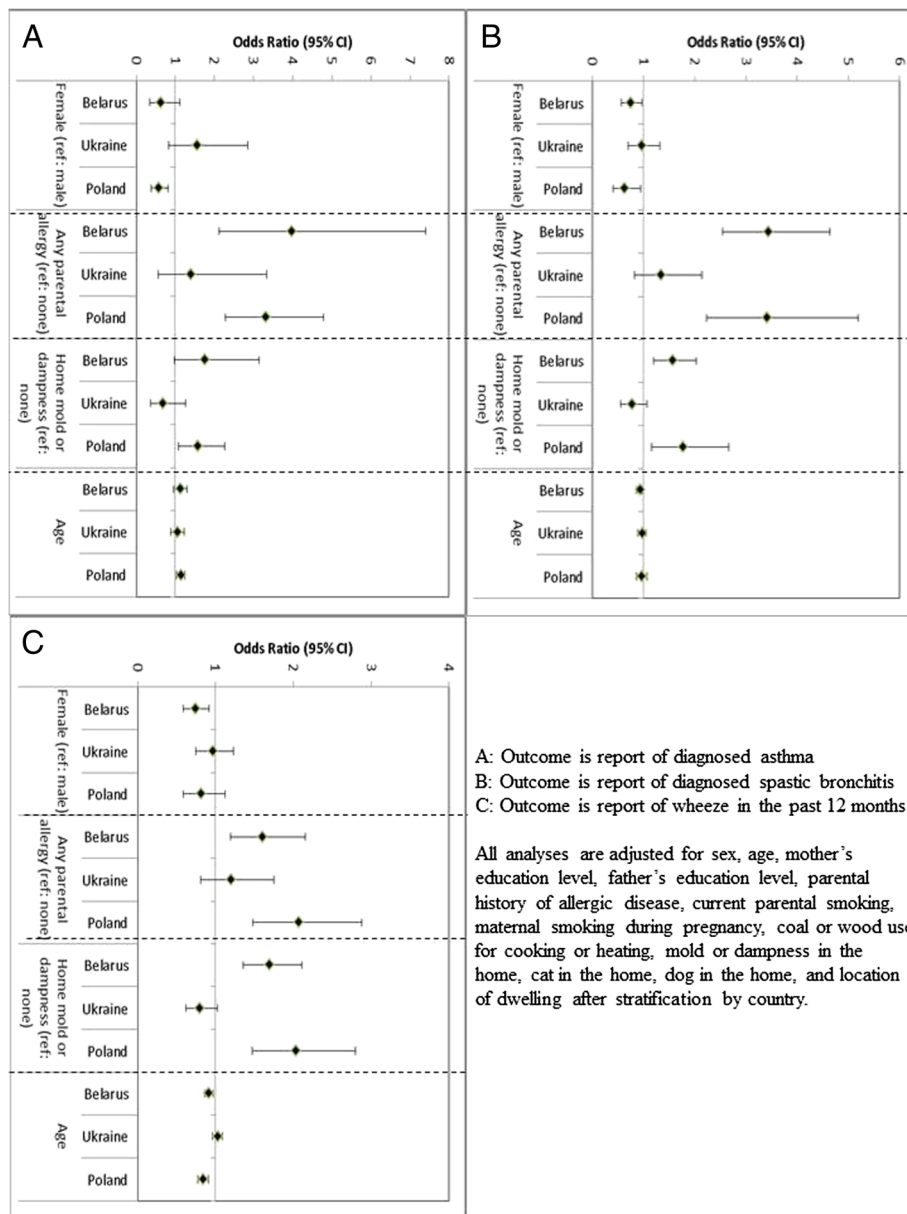 A
Odds Ratio (95% CI)
0 1 2 3 4 5 6 7 8
Female (ref: male)
Belarus
Ukraine
Poland
Any parental
allergy (ref: none)
Belarus
Ukraine
Poland
Home mold or
dampness (ref:
none)
Belarus
Ukraine
Poland
Age
Belarus
Ukraine
Poland
B
Odds Ratio (95% CI)
0 1 2 3 4 5 6
Female (ref: male)
Belarus
Ukraine
Poland
Any parental
allergy (ref: none)
Belarus
Ukraine
Poland
Home mold or
dampness (ref:
none)
Belarus
Ukraine
Poland
Age
Belarus
Ukraine
Poland
C
Odds Ratio (95% CI)
0 1 2 3 4
Female (ref: male)
Belarus
Ukraine
Poland
Any parental
allergy (ref: none)
Belarus
Ukraine
Poland
Home mold or
dampness (ref:
none)
Belarus
Ukraine
Poland
Age
Belarus
Ukraine
Poland
A: Outcome is report of diagnosed asthma
B: Outcome is report of diagnosed spastic bronchitis
C: Outcome is report of wheeze in the past 12 months
All analyses are adjusted for sex, age, mother's
education level, father's education level, parental
history of allergic disease, current parental smoking,
maternal smoking during pregnancy, coal or wood use
for cooking or heating, mold or dampness in the
home, cat in the home, dog in the home, and location
of dwelling after stratification by country.